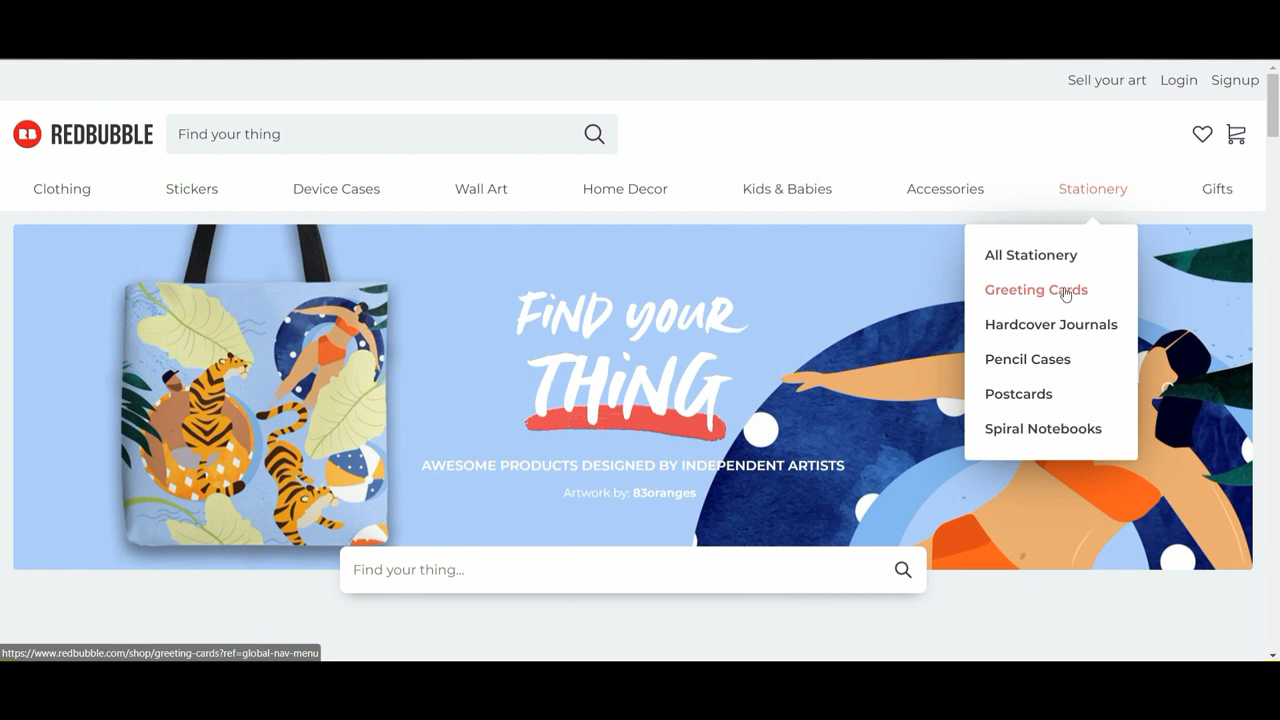 Sell your art Login Signup
RB REDBUBBLE Find your thing
Clothing Stickers Device Cases Wall Art Home Decor Kids & Babies Accessories Stationery Gifts
All Stationery
Greeting Cards
Hardcover Journals
Pencil Cases
Postcards
Spiral Notebooks
FiND YOUR
THiNG
AWESOME PRODUCTS DESIGNED BY INDEPENDENT ARTISTS
Artwork by: 83oranges
Find your thing...
https://www.redbubble.com/shop/greeting-cards?ref=global-nav-menu